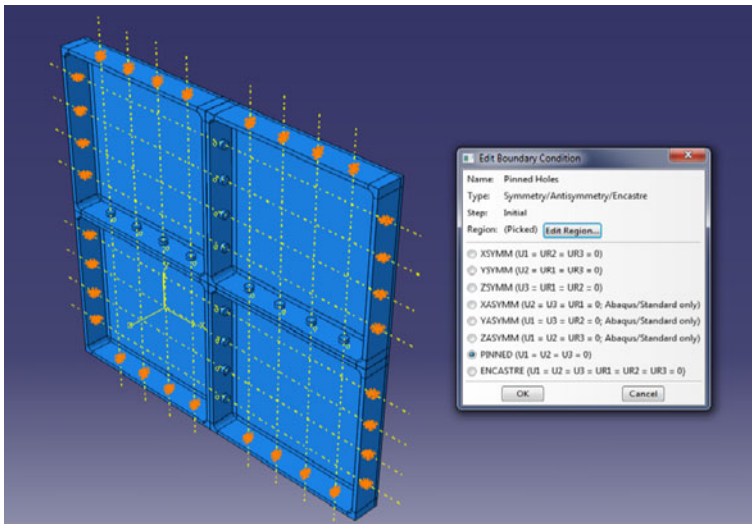 Edit Boundary Condition
Name: Pinned Holes
Type: Symmetry/Antisymmetry/Encastre
Step: Initial
Region: (Picked) Edit Region...
XSYMM (U1 = UR2 = UR3 = 0)
YSYMM (U2 = UR1 = UR3 = 0)
ZSYMM (U3 = UR1 = UR2 = 0)
XASYMM (U2 = U3 = UR1 = 0; Abaqus/Standard only)
YASYMM (U1 = U3 = UR2 = 0; Abaqus/Standard only)
ZASYMM (U1 = U2 = UR3 = 0; Abaqus/Standard only)
PINNED (U1 = U2 = U3 = 0)
ENCASTRE (U1 = U2 = U3 = UR1 = UR2 = UR3 = 0)
OK Cancel